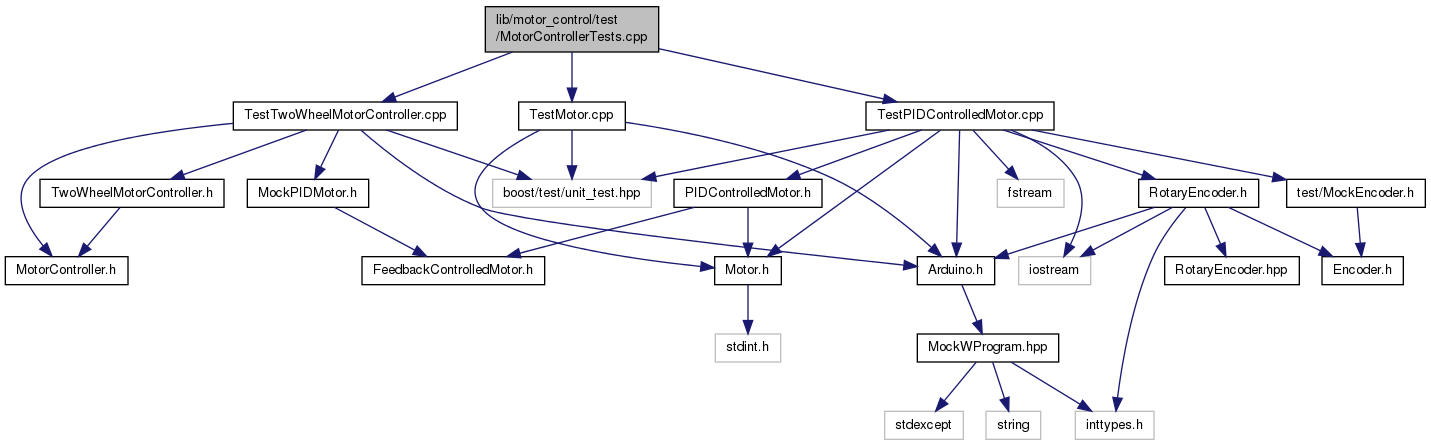 lib/motor_control/test
/MotorControllerTests.cpp
TestTwoWheelMotorController.cpp
TestMotor.cpp
TestPIDControlledMotor.cpp
TwoWheelMotorController.h
MockPIDMotor.h
boost/test/unit_test.hpp
PIDControlledMotor.h
fstream
RotaryEncoder.h
test/MockEncoder.h
MotorController.h
FeedbackControlledMotor.h
Motor.h
Arduino.h
iostream
RotaryEncoder.hpp
Encoder.h
stdint.h
MockWProgram.hpp
stdexcept
string
inttypes.h